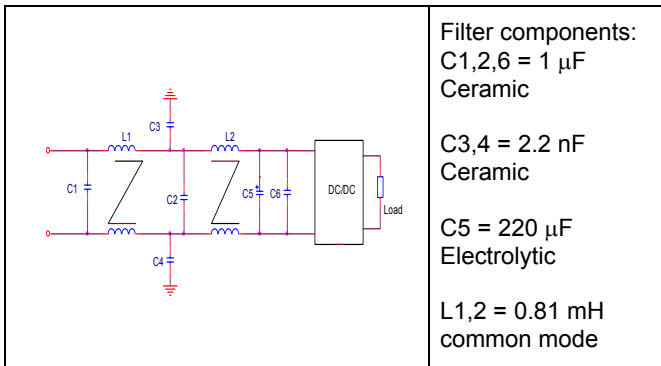 C3
L1
L2
C1
C2
C5
+
C6
DC/DC
Load
C4
Filter components:
C1,2,6 = 1 μF
Ceramic
C3,4 = 2.2 nF
Ceramic
C5 = 220 μF
Electrolytic
L1,2 = 0.81 mH
common mode